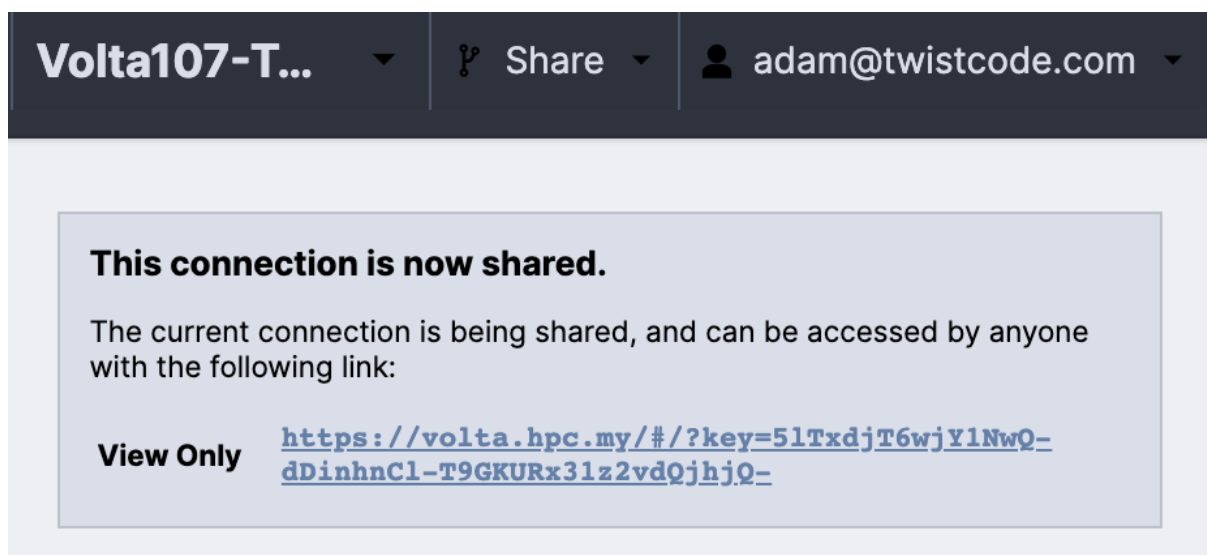 Volta107-T...
Share
adam@twistcode.com
This connection is now shared.
The current connection is being shared, and can be accessed by anyone
with the following link:
View Only
https://volta.hpc.my/#/?key=5lTxdjT6wjY1NwQ-
dDinhnCl-T9GKURx31z2vdQjhjQ-